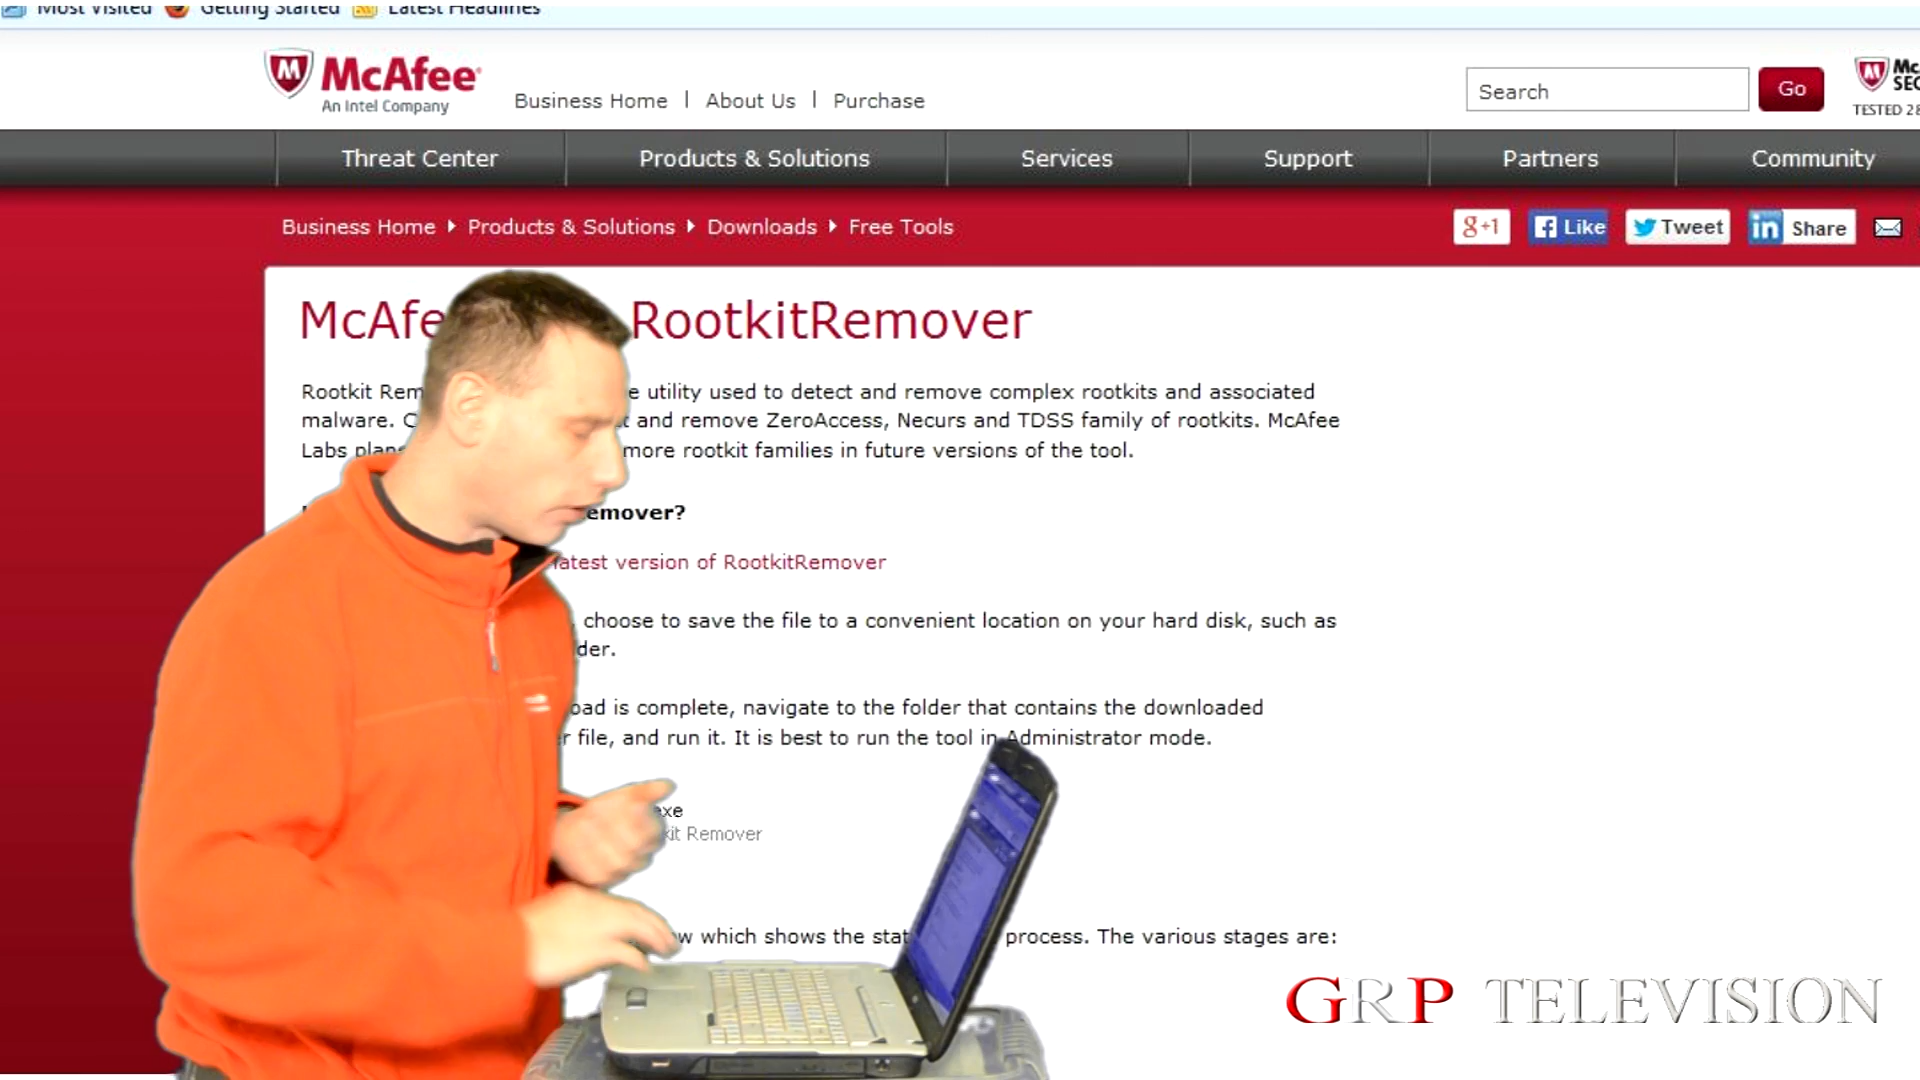 Most Visited Getting Started Latest Headlines
McAfee
An Intel Company
Business Home | About Us | Purchase
Search
Go
TESTED
Threat Center
Products & Solutions
Services
Support
Partners
Community
Business Home Products & Solutions Downloads Free Tools
g+1
Like
Tweet
in Share
McAfe RootkitRemover
Rootkit Rem e utility used to detect and remove complex rootkits and associated
malware. C and remove ZeroAccess, Necurs and TDSS family of rootkits. McAfee
Labs plans more rootkit families in future versions of the tool.
emover?
latest version of RootkitRemover
choose to save the file to a convenient location on your hard disk, such as
der.
oad is complete, navigate to the folder that contains the downloaded
r file, and run it. It is best to run the tool in Administrator mode.
exe
kit Remover
w which shows the stat process. The various stages are:
GRP TELEVISION